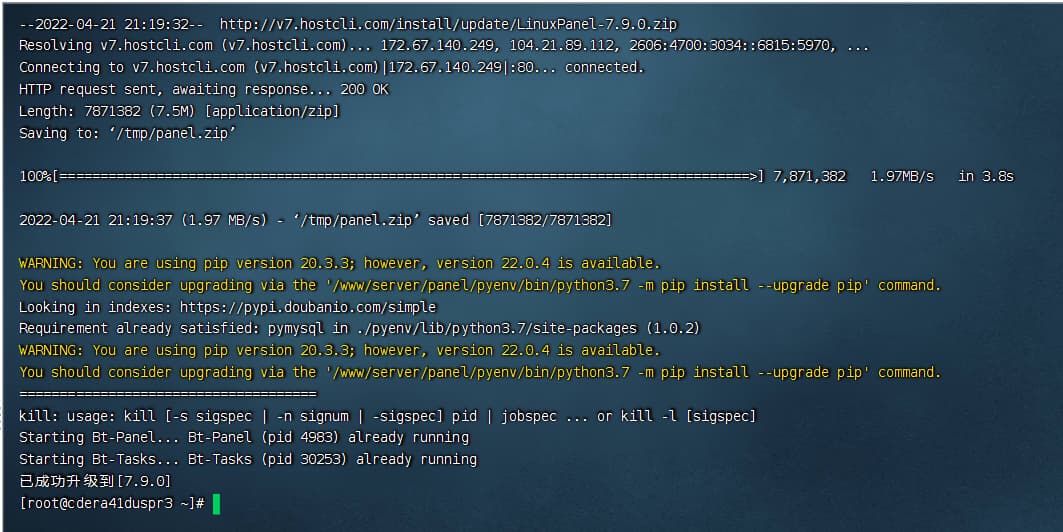 --2022-04-21 21:19:32--  http://v7.hostcli.com/install/update/LinuxPanel-7.9.0.zip
Resolving v7.hostcli.com (v7.hostcli.com)... 172.67.140.249, 104.21.89.112, 2606:4700:3034::6815:5970, ...
Connecting to v7.hostcli.com (v7.hostcli.com)|172.67.140.249|:80... connected.
HTTP request sent, awaiting response... 200 OK
Length: 7871382 (7.5M) [application/zip]
Saving to: ‘/tmp/panel.zip’
100%[======================================================================================>] 7,871,382   1.97MB/s   in 3.8s
2022-04-21 21:19:37 (1.97 MB/s) - ‘/tmp/panel.zip’ saved [7871382/7871382]
WARNING: You are using pip version 20.3.3; however, version 22.0.4 is available.
You should consider upgrading via the '/www/server/panel/pyenv/bin/python3.7 -m pip install --upgrade pip' command.
Looking in indexes: https://pypi.doubanio.com/simple
Requirement already satisfied: pymysql in ./pyenv/lib/python3.7/site-packages (1.0.2)
WARNING: You are using pip version 20.3.3; however, version 22.0.4 is available.
You should consider upgrading via the '/www/server/panel/pyenv/bin/python3.7 -m pip install --upgrade pip' command.
=====================================
kill: usage: kill [-s sigspec | -n signum | -sigspec] pid | jobspec ... or kill -l [sigspec]
Starting Bt-Panel... Bt-Panel (pid 4983) already running
Starting Bt-Tasks... Bt-Tasks (pid 30253) already running
已成功升级到[7.9.0]
[root@cdera41duspr3 ~]#